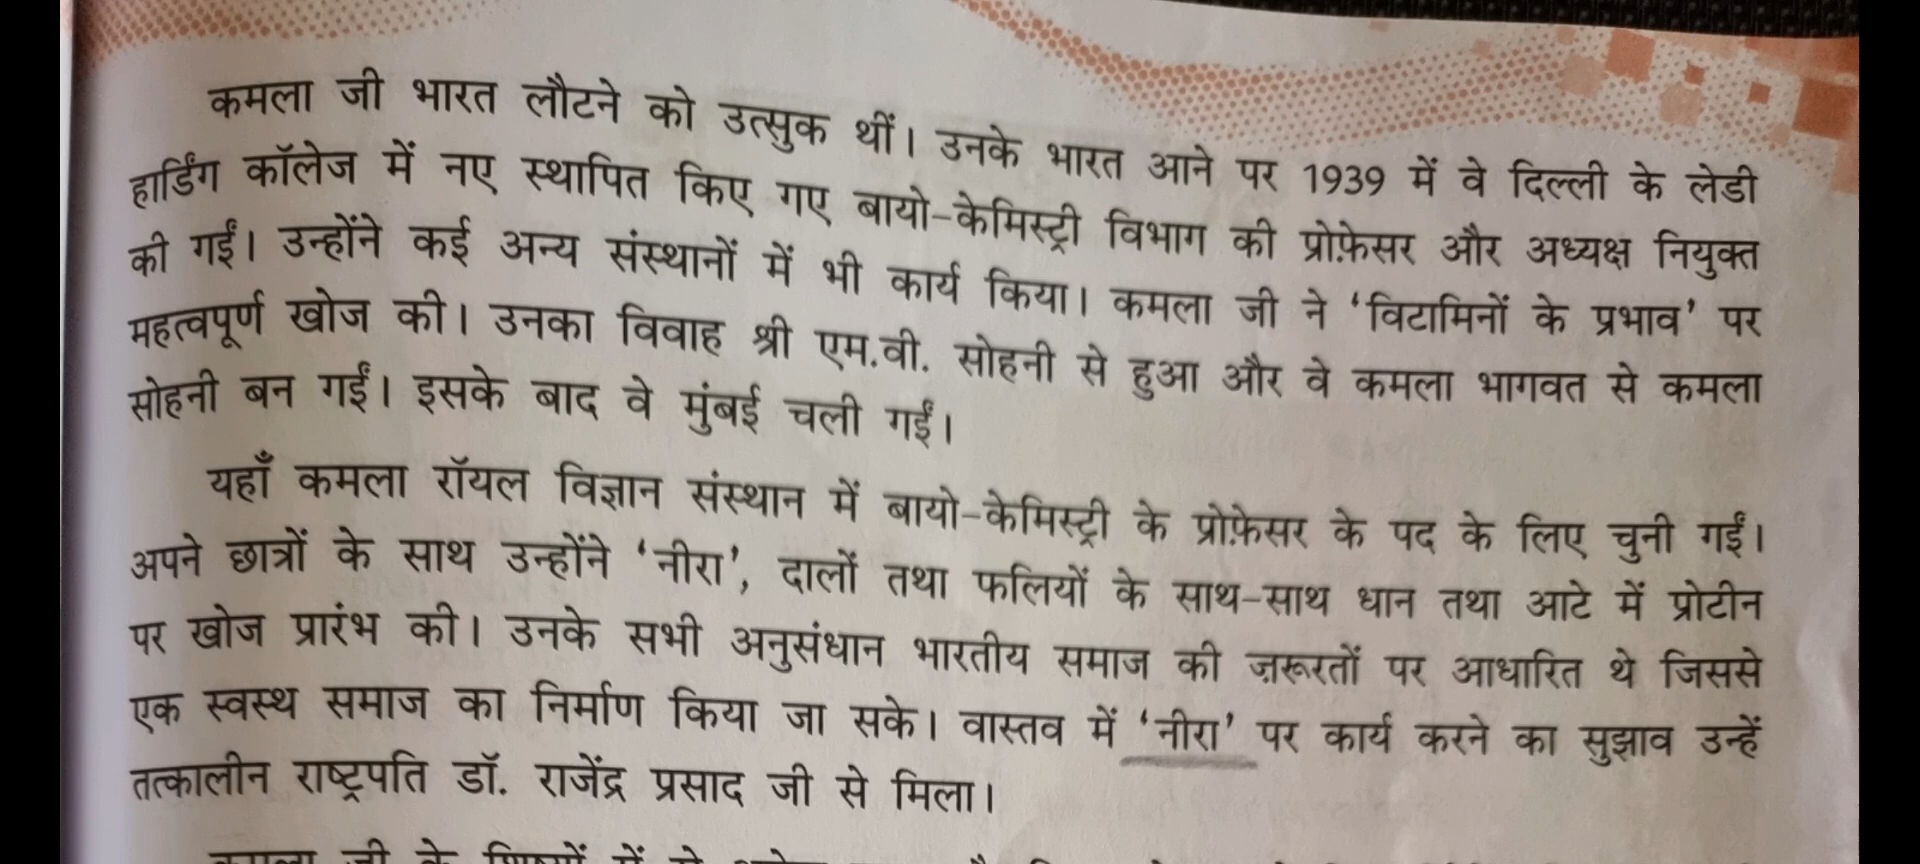 कमला जी भारत लौटने को उत्सुक थीं। उनके भारत आने पर 1939 में वे दिल्ली के लेडी
हार्डिंग कॉलेज में नए स्थापित किए गए बायो-केमिस्ट्री विभाग की प्रोफ़ेसर और अध्यक्ष नियुक्त
की गईं। उन्होंने कई अन्य संस्थानों में भी कार्य किया। कमला जी ने ‘विटामिनों के प्रभाव’ पर
महत्वपूर्ण खोज की। उनका विवाह श्री एम.वी. सोहनी से हुआ और वे कमला भागवत से कमला
सोहनी बन गईं। इसके बाद वे मुंबई चली गईं।
यहाँ कमला रॉयल विज्ञान संस्थान में बायो-केमिस्ट्री के प्रोफ़ेसर के पद के लिए चुनी गईं।
अपने छात्रों के साथ उन्होंने ‘नीरा’, दालों तथा फलियों के साथ-साथ धान तथा आटे में प्रोटीन
पर खोज प्रारंभ की। उनके सभी अनुसंधान भारतीय समाज की ज़रूरतों पर आधारित थे जिससे
एक स्वस्थ समाज का निर्माण किया जा सके। वास्तव में ‘नीरा’ पर कार्य करने का सुझाव उन्हें
तत्कालीन राष्ट्रपति डॉ. राजेंद्र प्रसाद जी से मिला।
कमला जी के शिष्यों में से